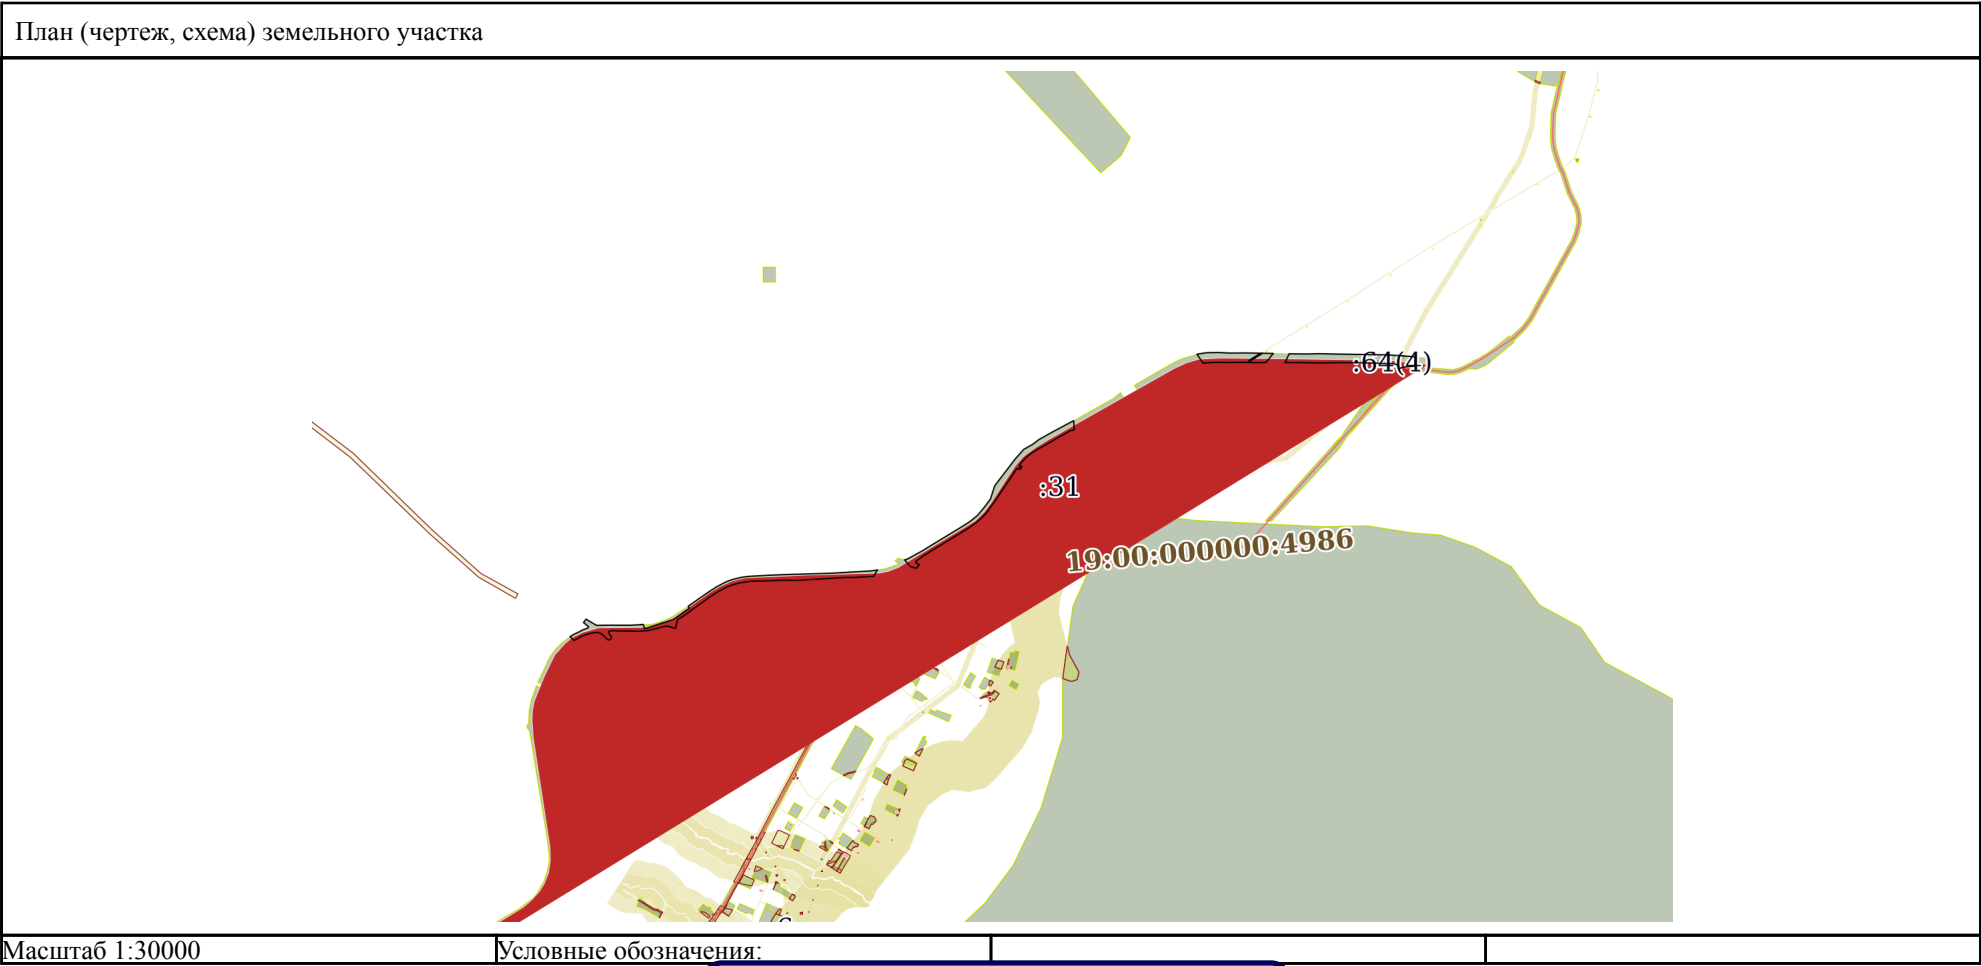 План (чертеж, схема) земельного участка
:64(4)
:31
19:00:000000:4986
Масштаб 1:30000
Условные обозначения: